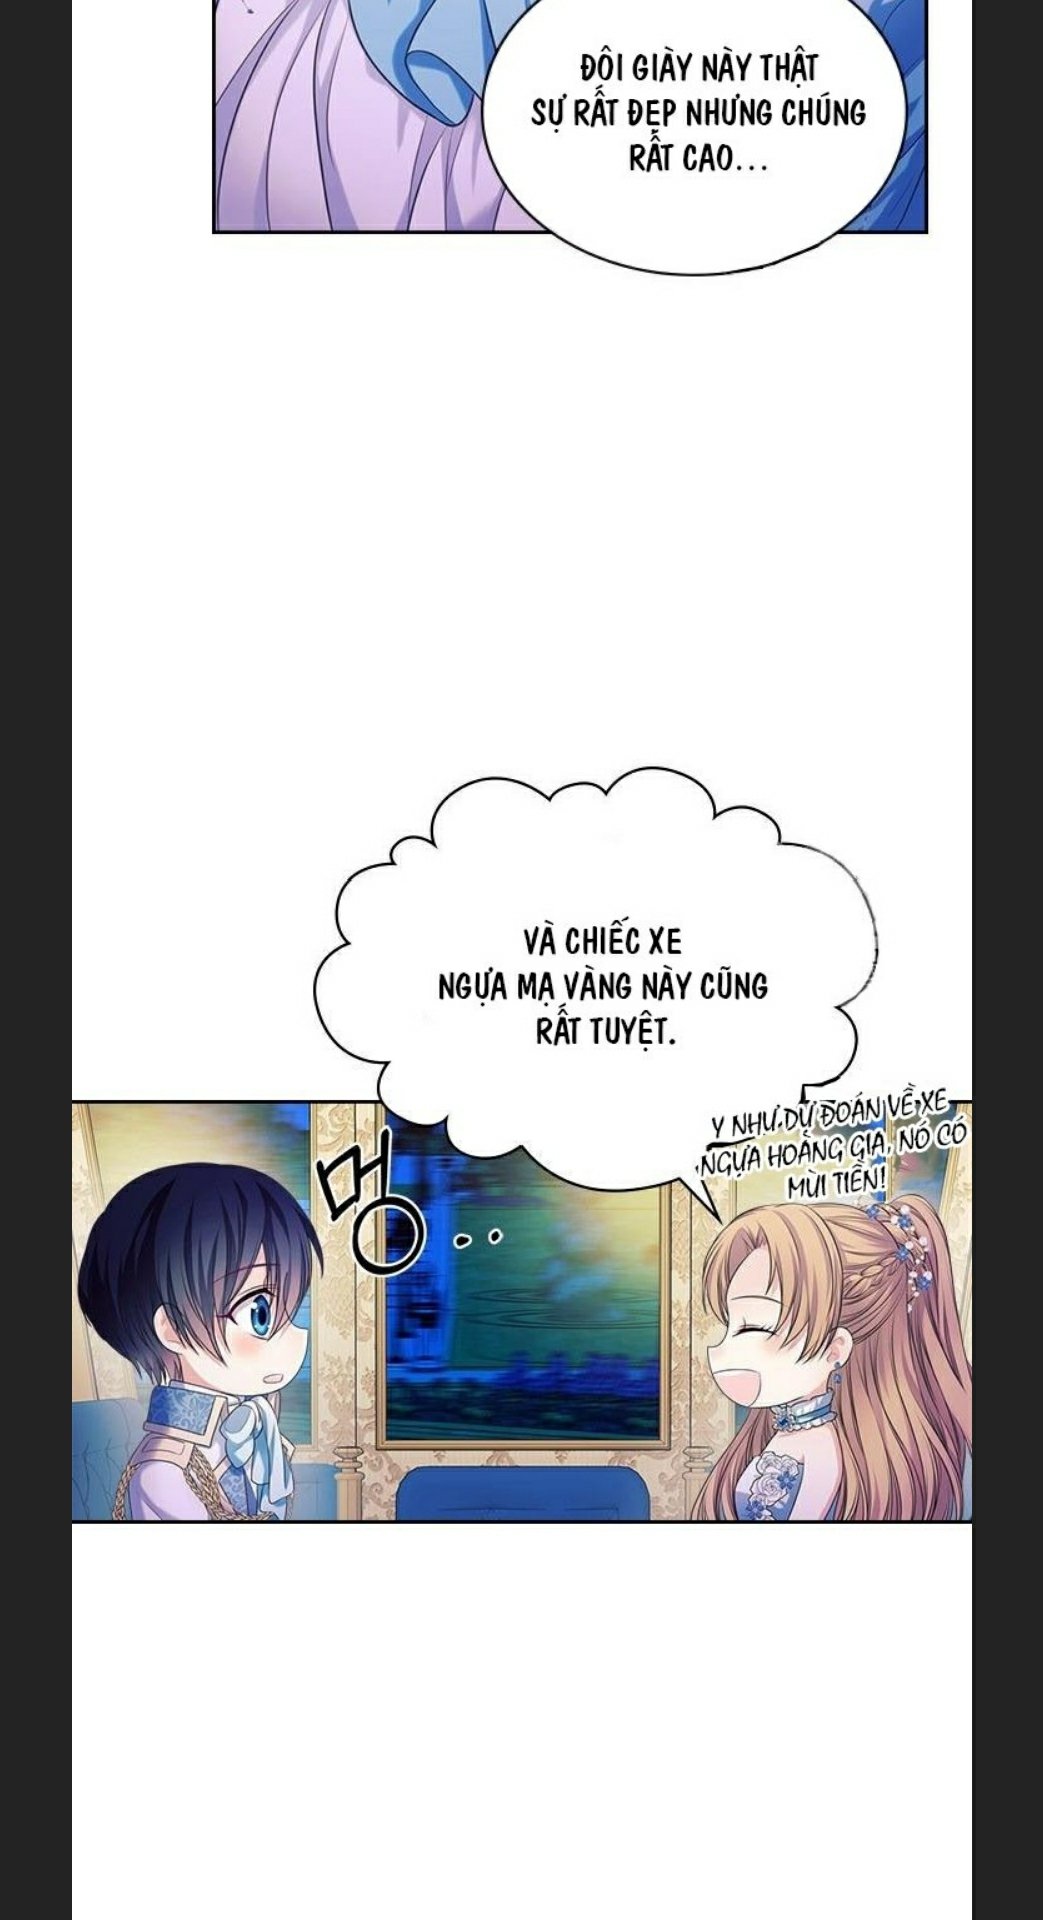 ĐÔI GIÀY NÀY THẬT
SỰ RẤT ĐẸP NHƯNG CHÚNG
RẤT CAO...
VÀ CHIẾC XE
NGỰA MẠ VÀNG NÀY CŨNG
RẤT TUYỆT.
Y NHƯ DỰ ĐOÁN VỀ XE
NGỰA HOÀNG GIA, NÓ CÓ
MÙI TIỀN!
멍...